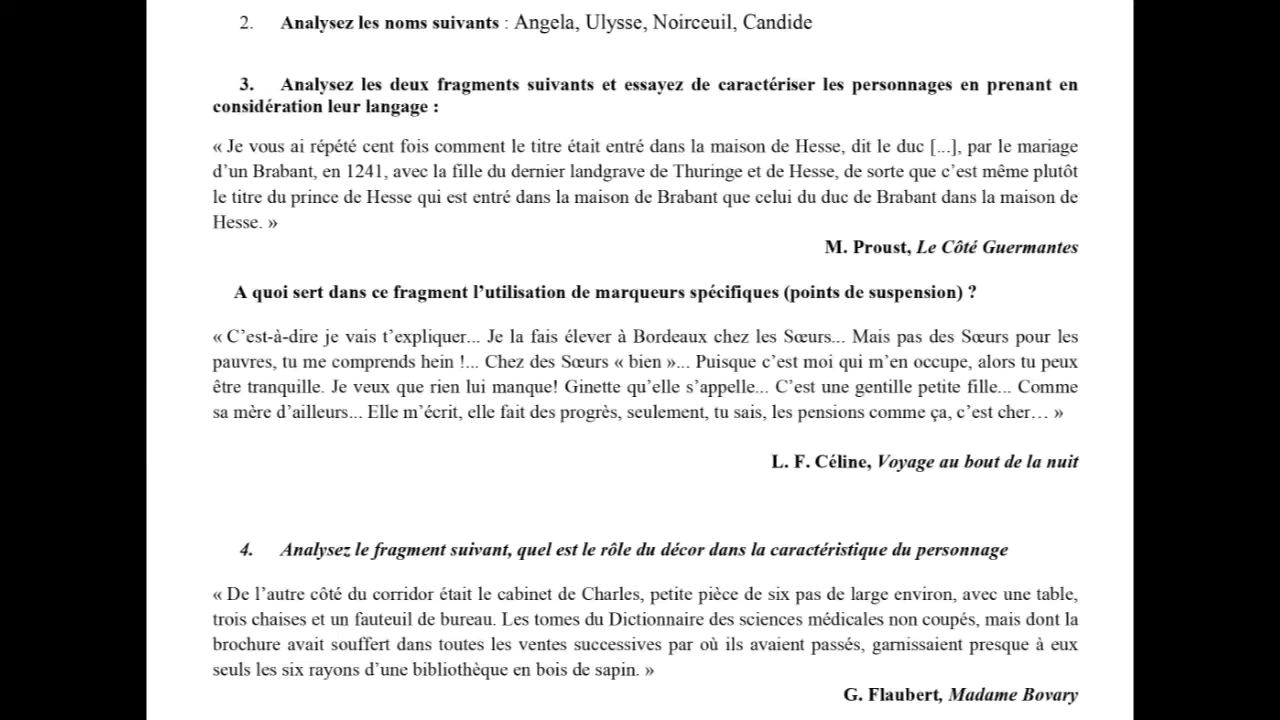 2. Analysez les noms suivants : Angela, Ulysse, Noirceuil, Candide
3. Analysez les deux fragments suivants et essayez de caractériser les personnages en prenant en
considération leur langage :
« Je vous ai répété cent fois comment le titre était entré dans la maison de Hesse, dit le duc [...], par le mariage
d’un Brabant, en 1241, avec la fille du dernier landgrave de Thuringe et de Hesse, de sorte que c’est même plutôt
le titre du prince de Hesse qui est entré dans la maison de Brabant que celui du duc de Brabant dans la maison de
Hesse. »
M. Proust, Le Côté Guermantes
A quoi sert dans ce fragment l’utilisation de marqueurs spécifiques (points de suspension) ?
« C’est-à-dire je vais t’expliquer... Je la fais élever à Bordeaux chez les Sœurs... Mais pas des Sœurs pour les
pauvres, tu me comprends hein !... Chez des Sœurs « bien »... Puisque c’est moi qui m’en occupe, alors tu peux
être tranquille. Je veux que rien lui manque! Ginette qu’elle s’appelle... C’est une gentille petite fille... Comme
sa mère d’ailleurs... Elle m’écrit, elle fait des progrès, seulement, tu sais, les pensions comme ça, c’est cher… »
L. F. Céline, Voyage au bout de la nuit
4. Analysez le fragment suivant, quel est le rôle du décor dans la caractéristique du personnage
« De l’autre côté du corridor était le cabinet de Charles, petite pièce de six pas de large environ, avec une table,
trois chaises et un fauteuil de bureau. Les tomes du Dictionnaire des sciences médicales non coupés, mais dont la
brochure avait souffert dans toutes les ventes successives par où ils avaient passés, garnissaient presque à eux
seuls les six rayons d’une bibliothèque en bois de sapin. »
G. Flaubert, Madame Bovary